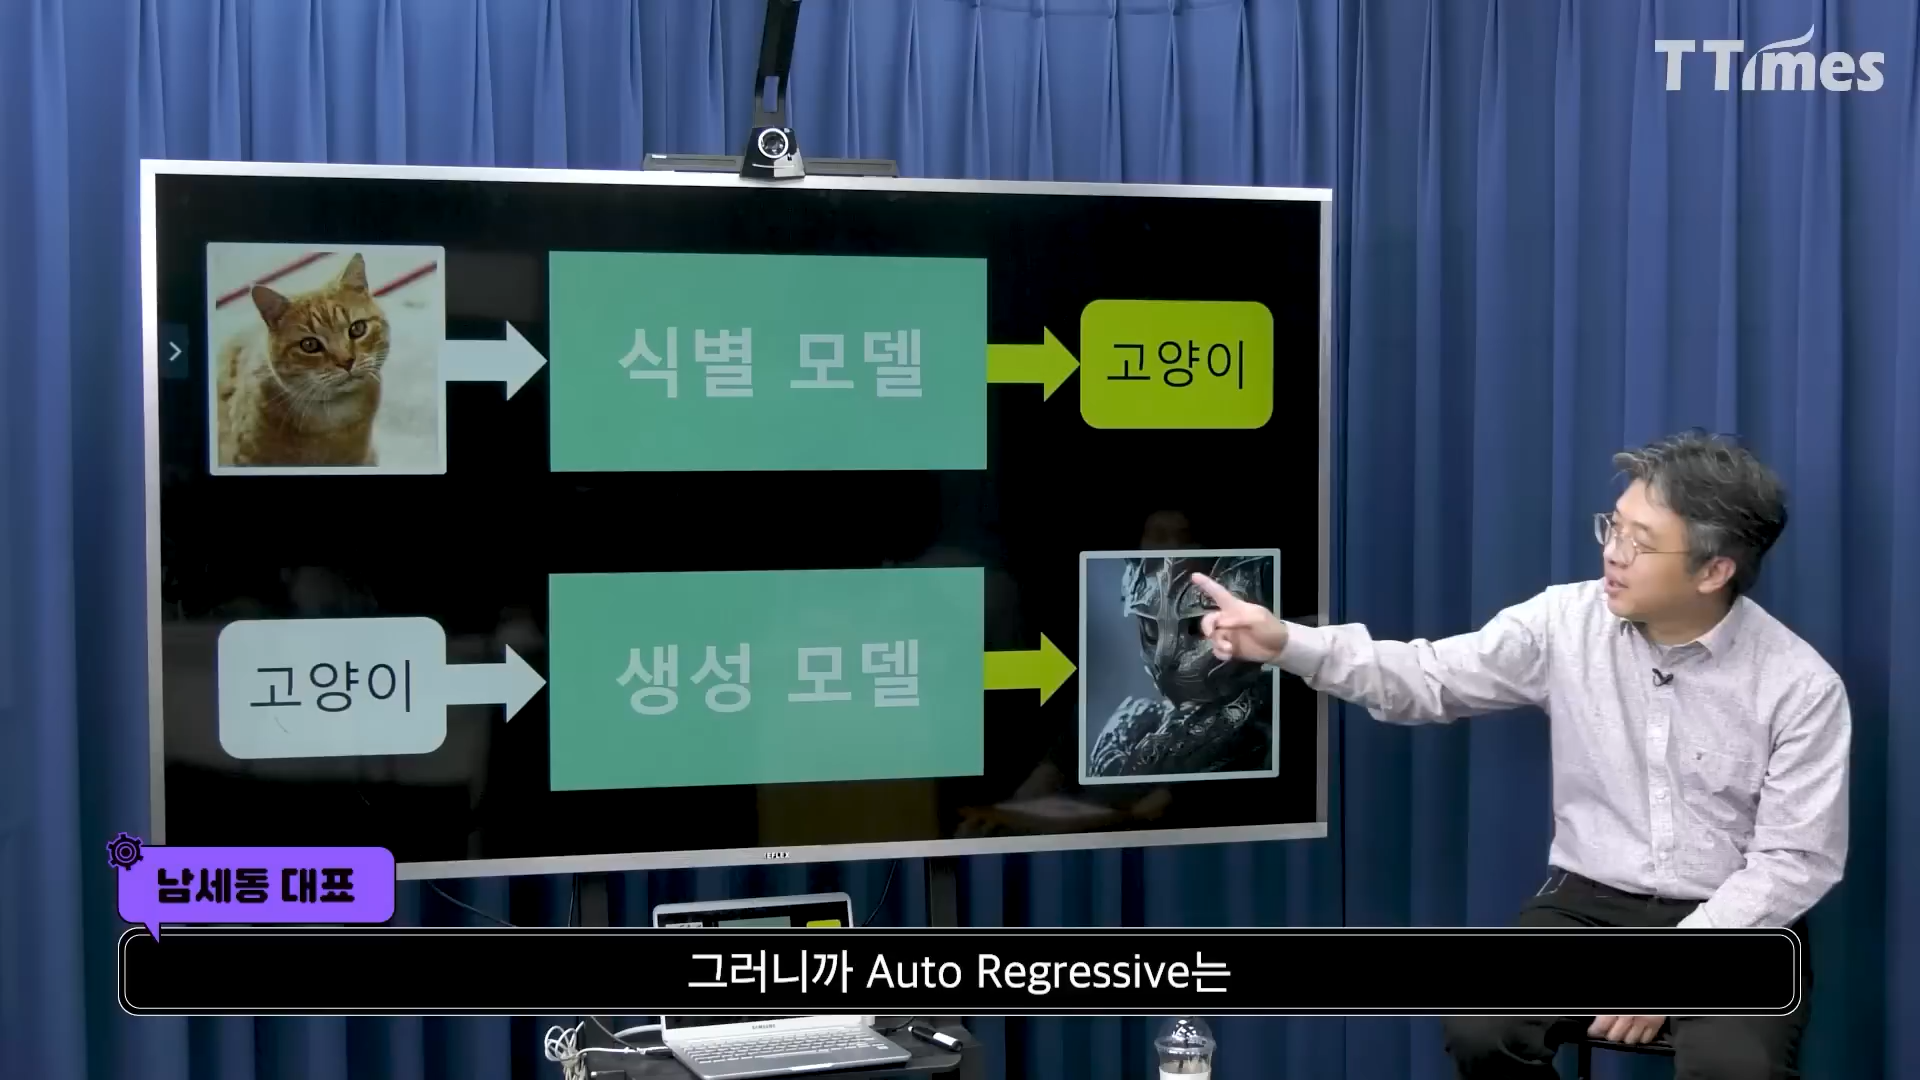 TTimes
식별 모델
고양이
고양이
생성 모델
남세동 대표
그러니까 Auto Regressive는
SAMSUNG